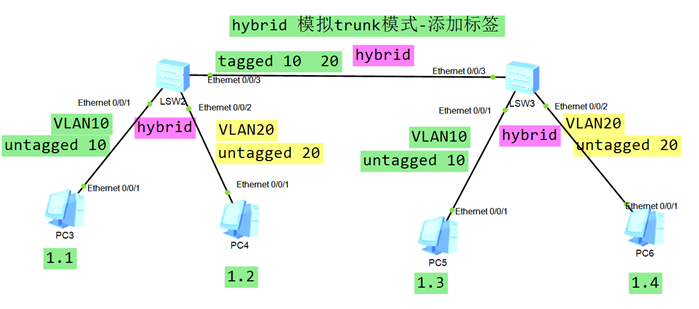 hybrid 模拟trunk模式-添加标签
tagged 10 20
hybrid
Ethernet 0/0/3
Ethernet 0/0/3
LSW2
LSW3
Ethernet 0/0/1
Ethernet 0/0/2
Ethernet 0/0/1
Ethernet 0/0/2
VLAN10
hybrid
VLAN20
VLAN10
hybrid
VLAN20
untagged 10
untagged 20
untagged 10
untagged 20
Ethernet 0/0/1
Ethernet 0/0/1
Ethernet 0/0/1
Ethernet 0/0/1
PC3
PC4
PC5
PC6
1.1
1.2
1.3
1.4